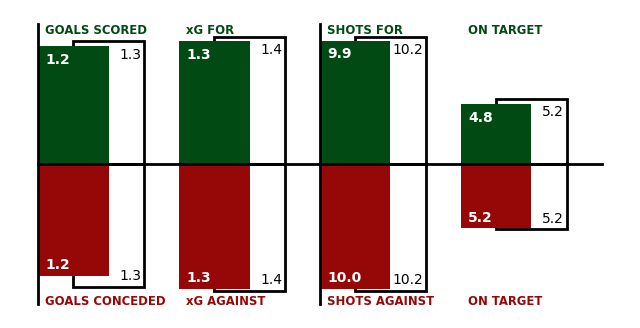 GOALS SCORED xG FOR SHOTS FOR ON TARGET
1.2 1.3 1.3 1.4 9.9 10.2 4.8 5.2
1.2 1.3 1.3 1.4 10.0 10.2 5.2 5.2
GOALS CONCEDED xG AGAINST SHOTS AGAINST ON TARGET